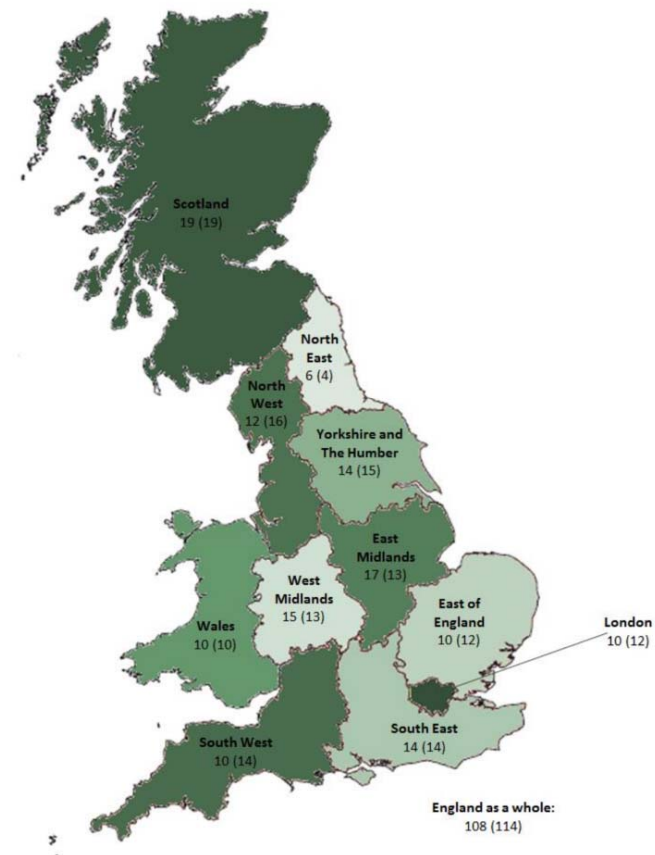 Scotland
19 (19)
North
East
6 (4)
North
West
12 (16)
Yorkshire and
The Humber
14 (15)
East
Midlands
17 (13)
West
Midlands
15 (13)
Wales
10 (10)
East of
England
10 (12)
London
10 (12)
South East
14 (14)
South West
10 (14)
England as a whole:
108 (114)